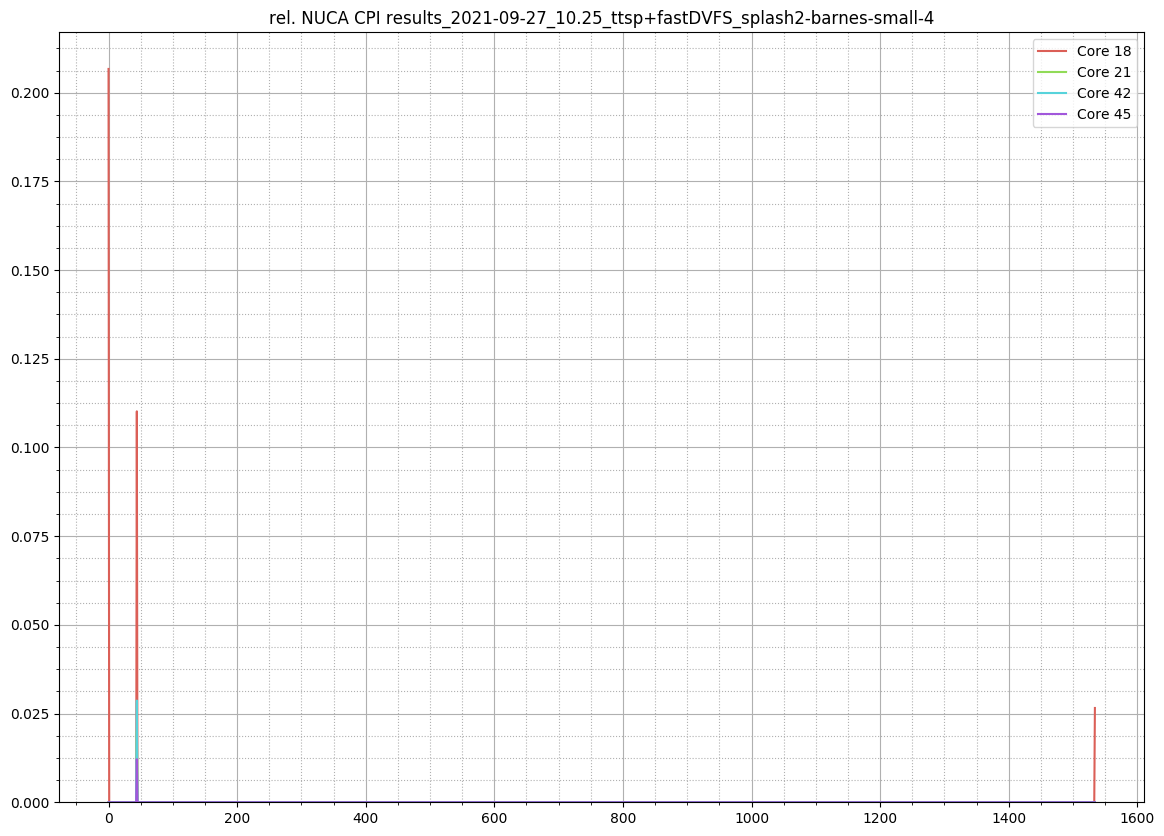 rel. NUCA CPI results_2021-09-27_10.25_ttsp+fastDVFS_splash2-barnes-small-4
Core 18
Core 21
Core 42
Core 45
0.200
0.175
0.150
0.125
0.100
0.075
0.050
0.025
0.000
0 200 400 600 800 1000 1200 1400 1600